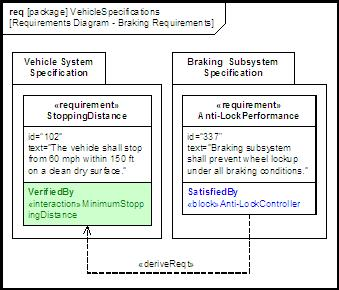 req [package] VehicleSpecifications
[Requirements Diagram - Braking Requirements]
Vehicle System
Specification
«requirement»
StoppingDistance
id="102"
text="The vehicle shall stop
from 60 mph within 150 ft
on a clean dry surface."
VerifiedBy
«interaction» MinimumStopp
ingDistance
Braking Subsystem
Specification
«requirement»
Anti-LockPerformance
id="337"
text="Braking subsystem
shall prevent wheel lockup
under all braking conditions."
SatisfiedBy
«block» Anti-LockController
«deriveReqt»